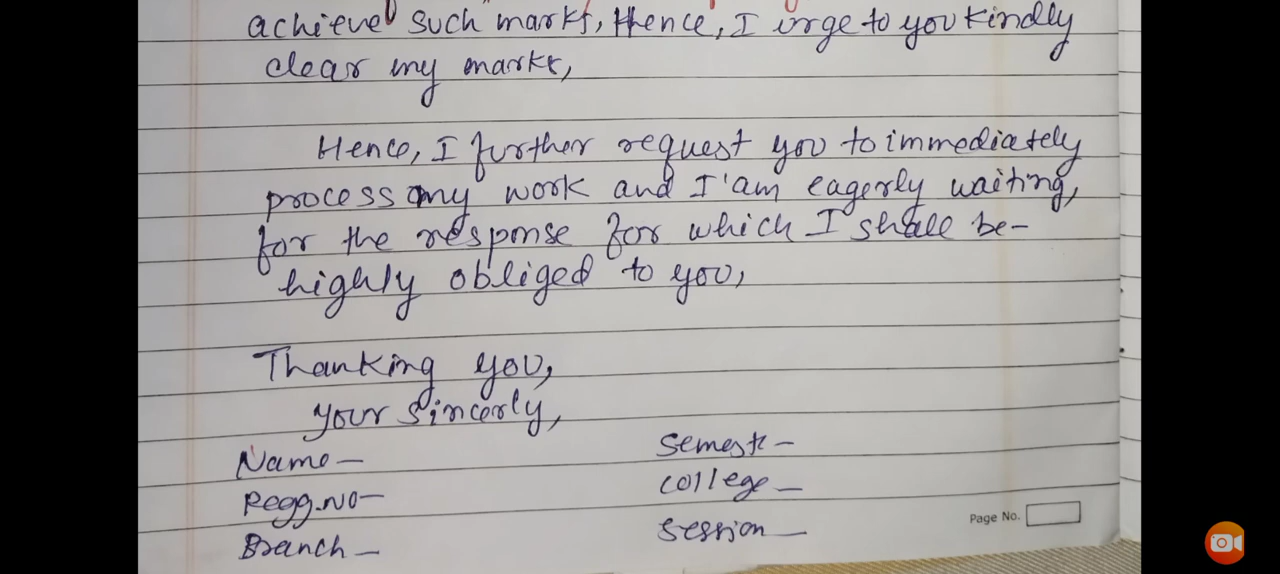 achieve such marks, Hence, I urge to you kindly
clear my marks,
Hence, I further request you to immediately
process my work and I'am eagerly waiting,
for the response for which I shall be-
highly obliged to you,
Thanking you,
your sincerly,
Name-
Regg.No-
Branch-
Semestr-
College-
Session-
Page No.